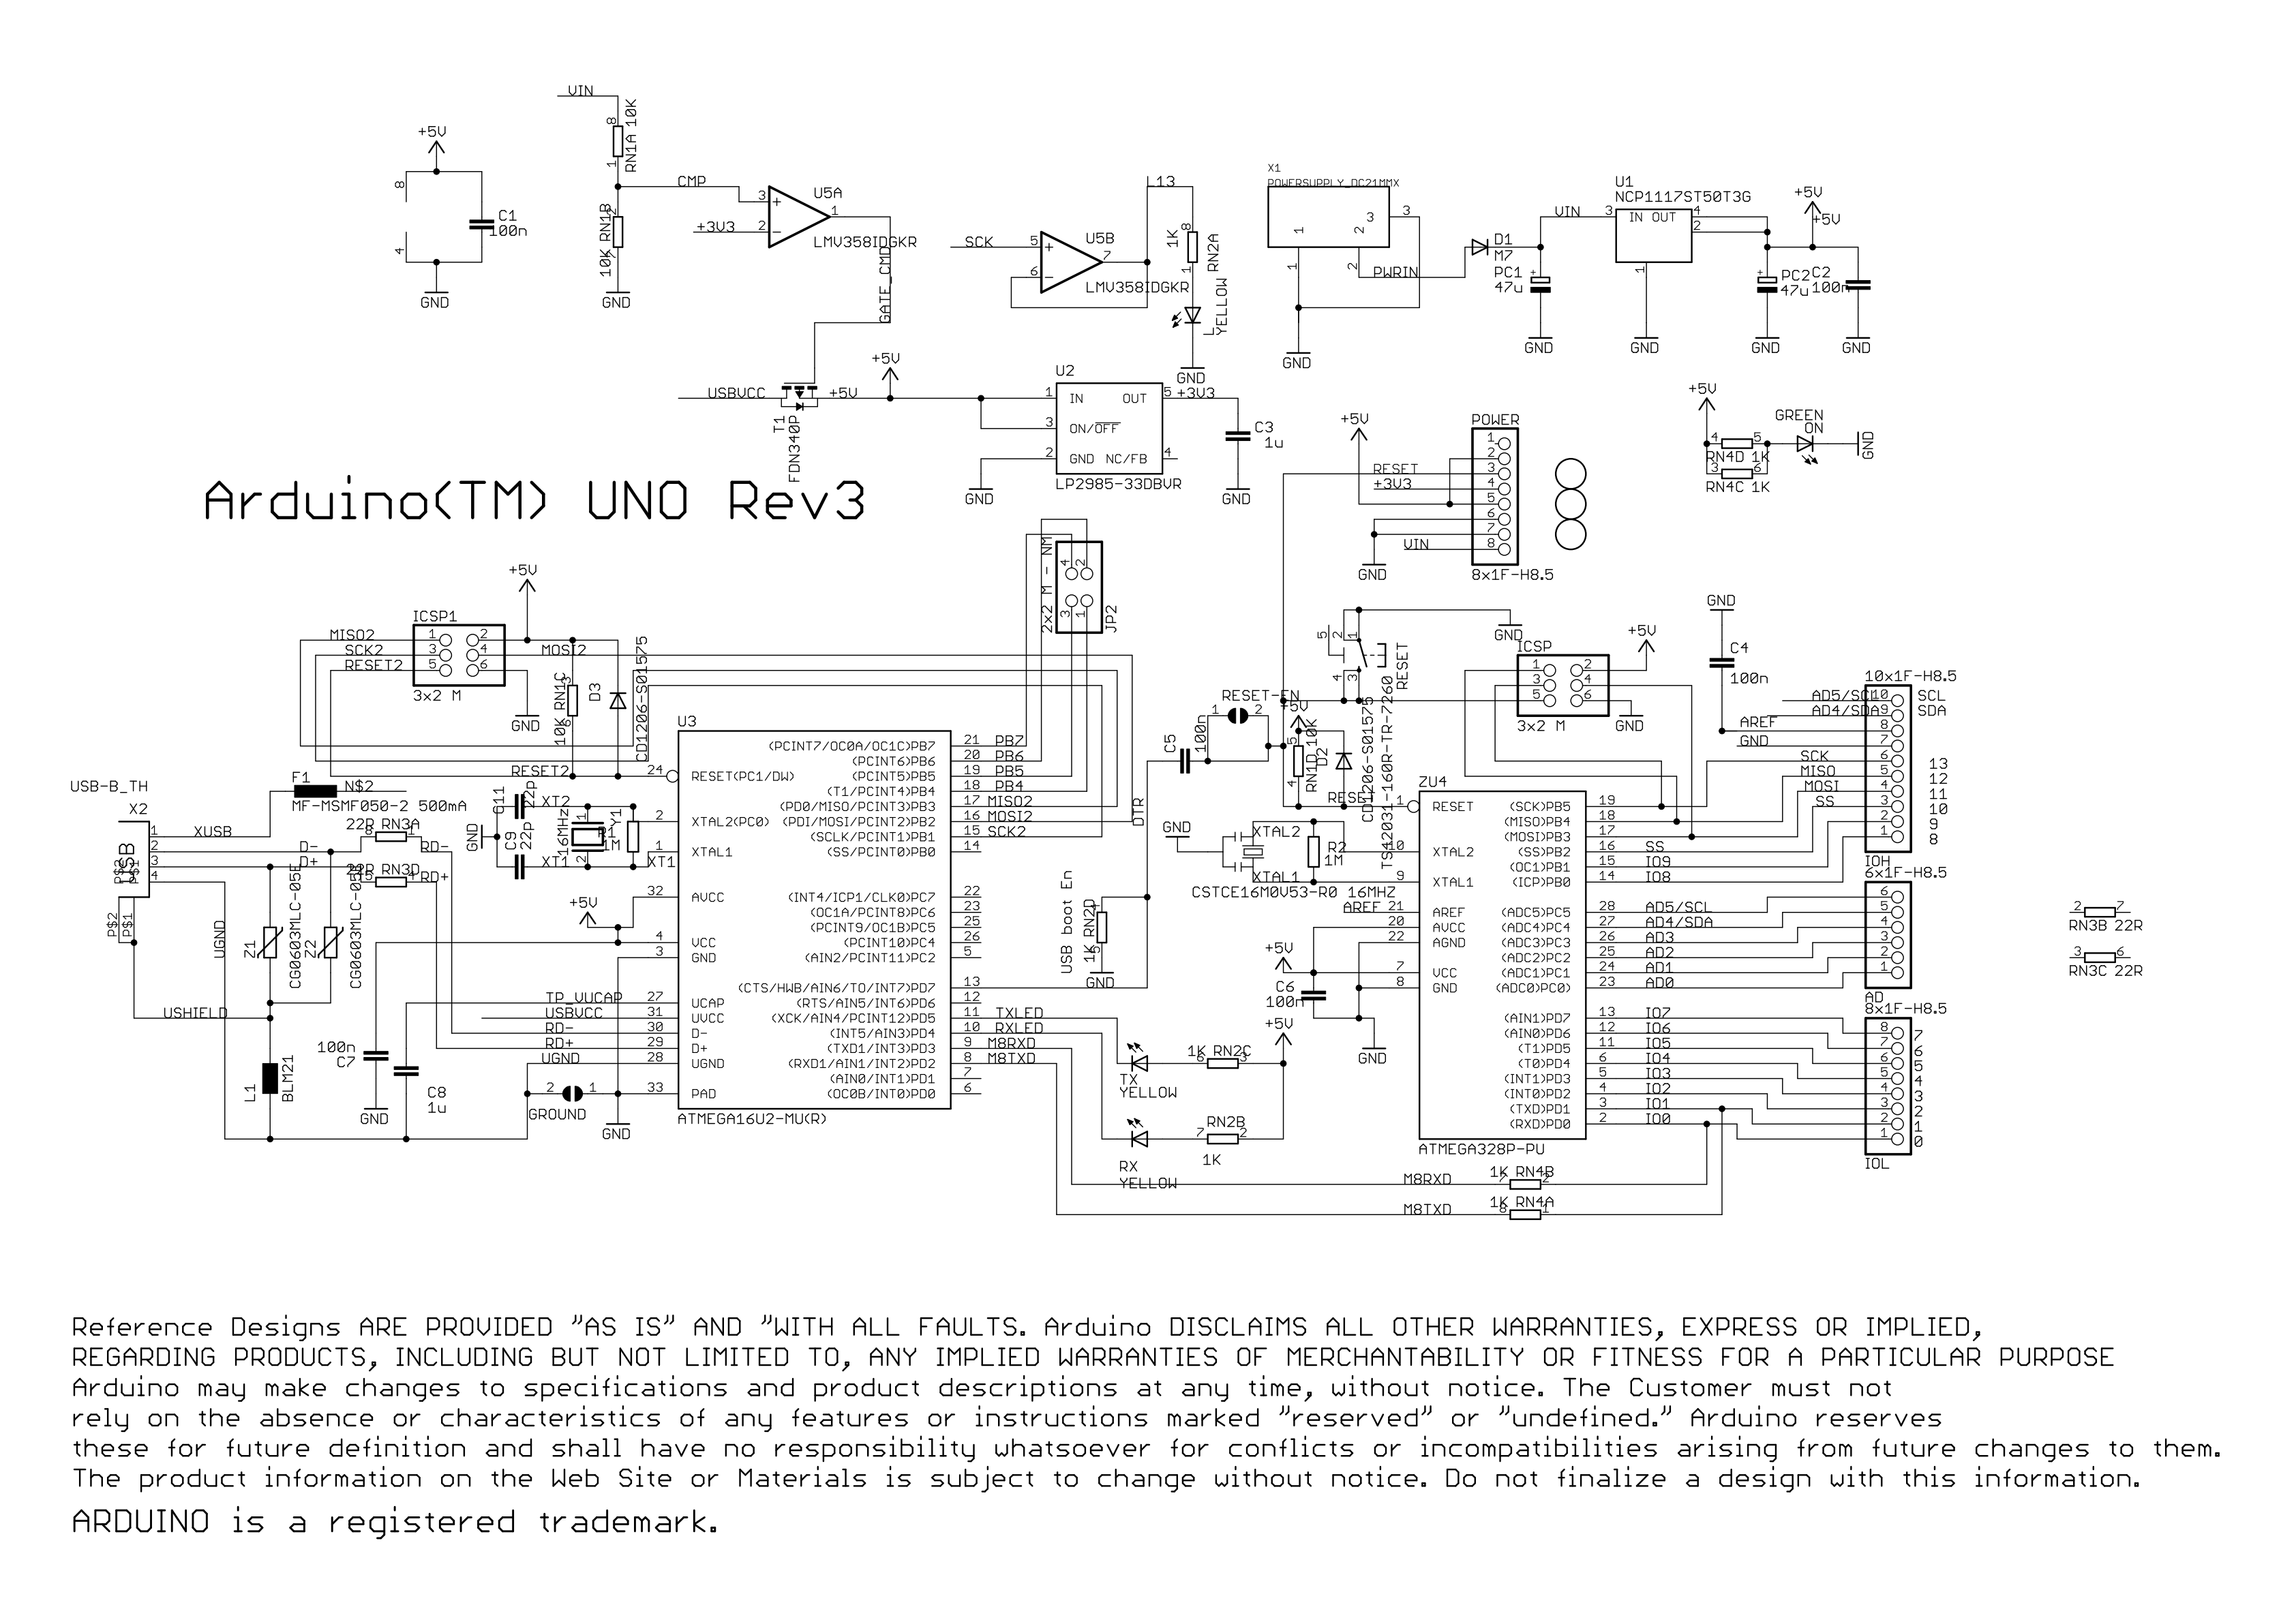 VIN
+5V
8
4
C1
100n
GND
8
RN1A 10K
1
2
10K RN1B
7
GND
CMP
+3V3
3
2
1
U5A
LMV358IDGKR
GATE_CMD
SCK
5
6
7
U5B
LMV358IDGKR
L13
1K
8
1
RN2A
YELLOW
L
GND
X1
POWERSUPPLY_DC21MMX
3
3
1
2
1
2
PWRIN
GND
D1
M7
VIN
PC1
47u
GND
U1
NCP1117ST50T3G
3
IN OUT
4
2
1
GND
+5V
+5V
PC2
47u
C2
100n
GND
GND
USBVCC
T1
FDN340P
+5V
+5V
U2
1
IN
OUT
5
+3V3
3
ON/OFF
2
GND
NC/FB
4
LP2985-33DBVR
GND
C3
1u
GND
+5V
POWER
1
2
3
4
5
6
7
8
RESET
+3V3
VIN
GND
8x1F-H8.5
+5V
GREEN
ON
4
5
RN4D 1K
3
6
RN4C 1K
GND
Arduino(TM) UNO Rev3
+5V
ICSP1
MISO2
SCK2
RESET2
1
2
3
4
5
6
MOSI2
3x2 M
GND
10K RN1C
3
6
D3
CD1206-S01575
RESET2
2x2 M - NM
4
2
3
1
JP2
USB-B_TH
X2
USB
P$2
P$1
1
2
3
4
XUSB
D-
D+
F1
N$2
MF-MSMF050-2 500mA
22R RN3A
8
1
RD-
22R RN3D
5
4
RD+
P$2
P$1
UGND
USHIELD
Z1
CG0603MLC-05E
Z2
CG0603MLC-05E
L1
BLM21
100n
C7
GND
C8
1u
GND
C11
22p
C9
22p
XT2
XT1
16MHz
1
2
Y1
R1
1M
XT1
+5V
TP_VUCAP
USBVCC
RD-
RD+
UGND
2
1
GROUND
GND
U3
24
RESET(PC1/DW)
2
XTAL2(PC0)
1
XTAL1
32
AVCC
4
VCC
3
GND
27
UCAP
31
UVCC
30
D-
29
D+
28
UGND
33
PAD
(PCINT7/OC0A/OC1C)PB7
21
PB7
(PCINT6)PB6
20
PB6
(PCINT5)PB5
19
PB5
(T1/PCINT4)PB4
18
PB4
(PD0/MISO/PCINT3)PB3
17
MISO2
(PDI/MOSI/PCINT2)PB2
16
MOSI2
(SCLK/PCINT1)PB1
15
SCK2
(SS/PCINT0)PB0
14
(INT4/ICP1/CLK0)PC7
22
(OC1A/PCINT8)PC6
23
(PCINT9/OC1B)PC5
25
(PCINT10)PC4
26
(AIN2/PCINT11)PC2
5
(CTS/HWB/AIN6/TO/INT7)PD7
13
(RTS/AIN5/INT6)PD6
12
(XCK/AIN4/PCINT12)PD5
11
TXLED
(INT5/AIN3)PD4
10
RXLED
(TXD1/INT3)PD3
9
M8RXD
(RXD1/AIN1/INT2)PD2
8
M8TXD
(AIN0/INT1)PD1
7
(OC0B/INT0)PD0
6
ATMEGA16U2-MU(R)
DTR
USB boot En
1K RN2D
4
5
GND
C5
100n
RESET-EN
1
2
+5V
5
4
RN1D 10K
D2
CD1206-S01575
RESET
5
2
1
4
3
RESET
TS42031-160R-TR-7260
GND
ICSP
1
2
3
4
5
6
3x2 M
+5V
GND
GND
XTAL2
XTAL1
R2
1M
CSTCE16M0V53-R0 16MHZ
AREF
+5V
C6
100n
GND
TX
YELLOW
1K RN2C
6
3
+5V
RX
YELLOW
RN2B
7
2
1K
ZU4
1
RESET
10
XTAL2
9
XTAL1
21
AREF
20
AVCC
22
AGND
7
VCC
8
GND
(SCK)PB5
19
(MISO)PB4
18
(MOSI)PB3
17
(SS)PB2
16
SS
(OC1)PB1
15
IO9
(ICP)PB0
14
IO8
(ADC5)PC5
28
AD5/SCL
(ADC4)PC4
27
AD4/SDA
(ADC3)PC3
26
AD3
(ADC2)PC2
25
AD2
(ADC1)PC1
24
AD1
(ADC0)PC0)
23
AD0
(AIN1)PD7
13
IO7
(AIN0)PD6
12
IO6
(T1)PD5
11
IO5
(T0)PD4
6
IO4
(INT1)PD3
5
IO3
(INT0)PD2
4
IO2
(TXD)PD1
3
IO1
(RXD)PD0
2
IO0
ATMEGA328P-PU
M8RXD
1K RN4B
7
2
M8TXD
1K RN4A
8
1
GND
C4
100n
10x1F-H8.5
AD5/SCL
10
SCL
AD4/SDA
9
SDA
AREF
8
GND
7
SCK
6
13
MISO
5
12
MOSI
4
11
SS
3
10
2
9
1
8
IOH
6x1F-H8.5
6
5
4
3
2
1
AD
8x1F-H8.5
8
7
7
6
6
5
5
4
4
3
3
2
2
1
1
0
IOL
2
7
RN3B 22R
3
6
RN3C 22R
Reference Designs ARE PROVIDED "AS IS" AND "WITH ALL FAULTS. Arduino DISCLAIMS ALL OTHER WARRANTIES, EXPRESS OR IMPLIED,
REGARDING PRODUCTS, INCLUDING BUT NOT LIMITED TO, ANY IMPLIED WARRANTIES OF MERCHANTABILITY OR FITNESS FOR A PARTICULAR PURPOSE
Arduino may make changes to specifications and product descriptions at any time, without notice. The Customer must not
rely on the absence or characteristics of any features or instructions marked "reserved" or "undefined." Arduino reserves
these for future definition and shall have no responsibility whatsoever for conflicts or incompatibilities arising from future changes to them.
The product information on the Web Site or Materials is subject to change without notice. Do not finalize a design with this information.
ARDUINO is a registered trademark.